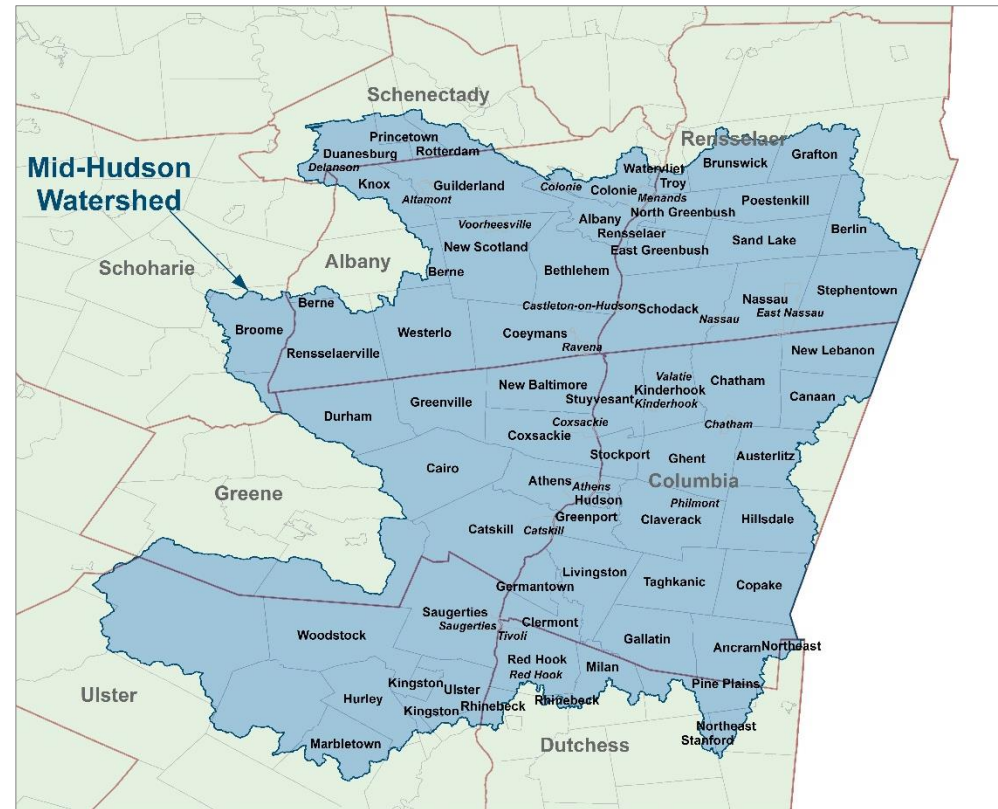 Schenectady
Princetown
Rensselaer
Duanesburg
Rotterdam
Grafton
Mid-Hudson
Watershed
Delanson
Watervliet
Brunswick
Knox
Guilderland
Colonie
Colonie
Troy
Altamont
Menands
Poestenkill
North Greenbush
Voorheesville
Albany
Berlin
Rensselaer
Sand Lake
New Scotland
East Greenbush
Schoharie
Albany
Berne
Bethlehem
Stephentown
Berne
Castleton-on-Hudson
Schodack
Nassau
East Nassau
Nassau
Broome
Westerlo
Coeymans
Ravena
Rensselaerville
New Lebanon
Valatie
Chatham
New Baltimore
Kinderhook
Stuyvesant
Kinderhook
Canaan
Durham
Greenville
Coxsackie
Chatham
Coxsackie
Stockport
Ghent
Austerlitz
Cairo
Athens
Athens
Columbia
Greene
Hudson
Philmont
Greenport
Claverack
Hillsdale
Catskill
Catskill
Livingston
Taghkanic
Copake
Germantown
Saugerties
Saugerties
Clermont
Woodstock
Tivoli
Gallatin
Ancram
Northeast
Red Hook
Red Hook
Milan
Kingston
Ulster
Pine Plains
Ulster
Hurley
Rhinebeck
Rhinebeck
Kingston
Northeast
Stanford
Marbletown
Dutchess